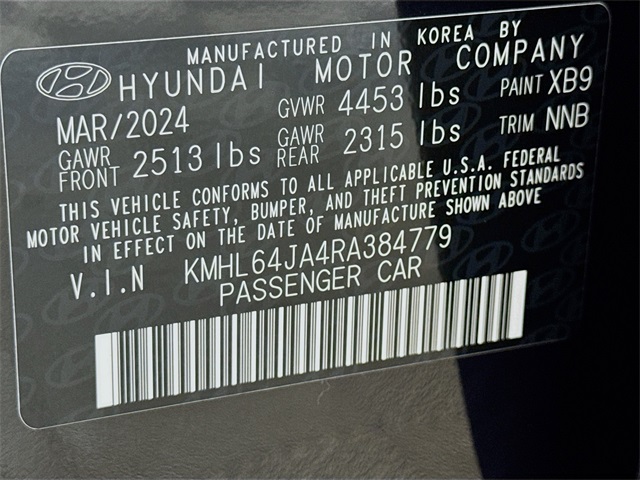 MANUFACTURED IN KOREA BY
HYUNDAI MOTOR COMPANY
MAR/2024 GVWR 4453 lbs PAINT XB9
GAWR FRONT 2513 lbs GAWR REAR 2315 lbs TRIM NNB
THIS VEHICLE CONFORMS TO ALL APPLICABLE U.S.A. FEDERAL
MOTOR VEHICLE SAFETY, BUMPER, AND THEFT PREVENTION STANDARDS
IN EFFECT ON THE DATE OF MANUFACTURE SHOWN ABOVE
V.I.N KMHL64JA4RA384779
PASSENGER CAR